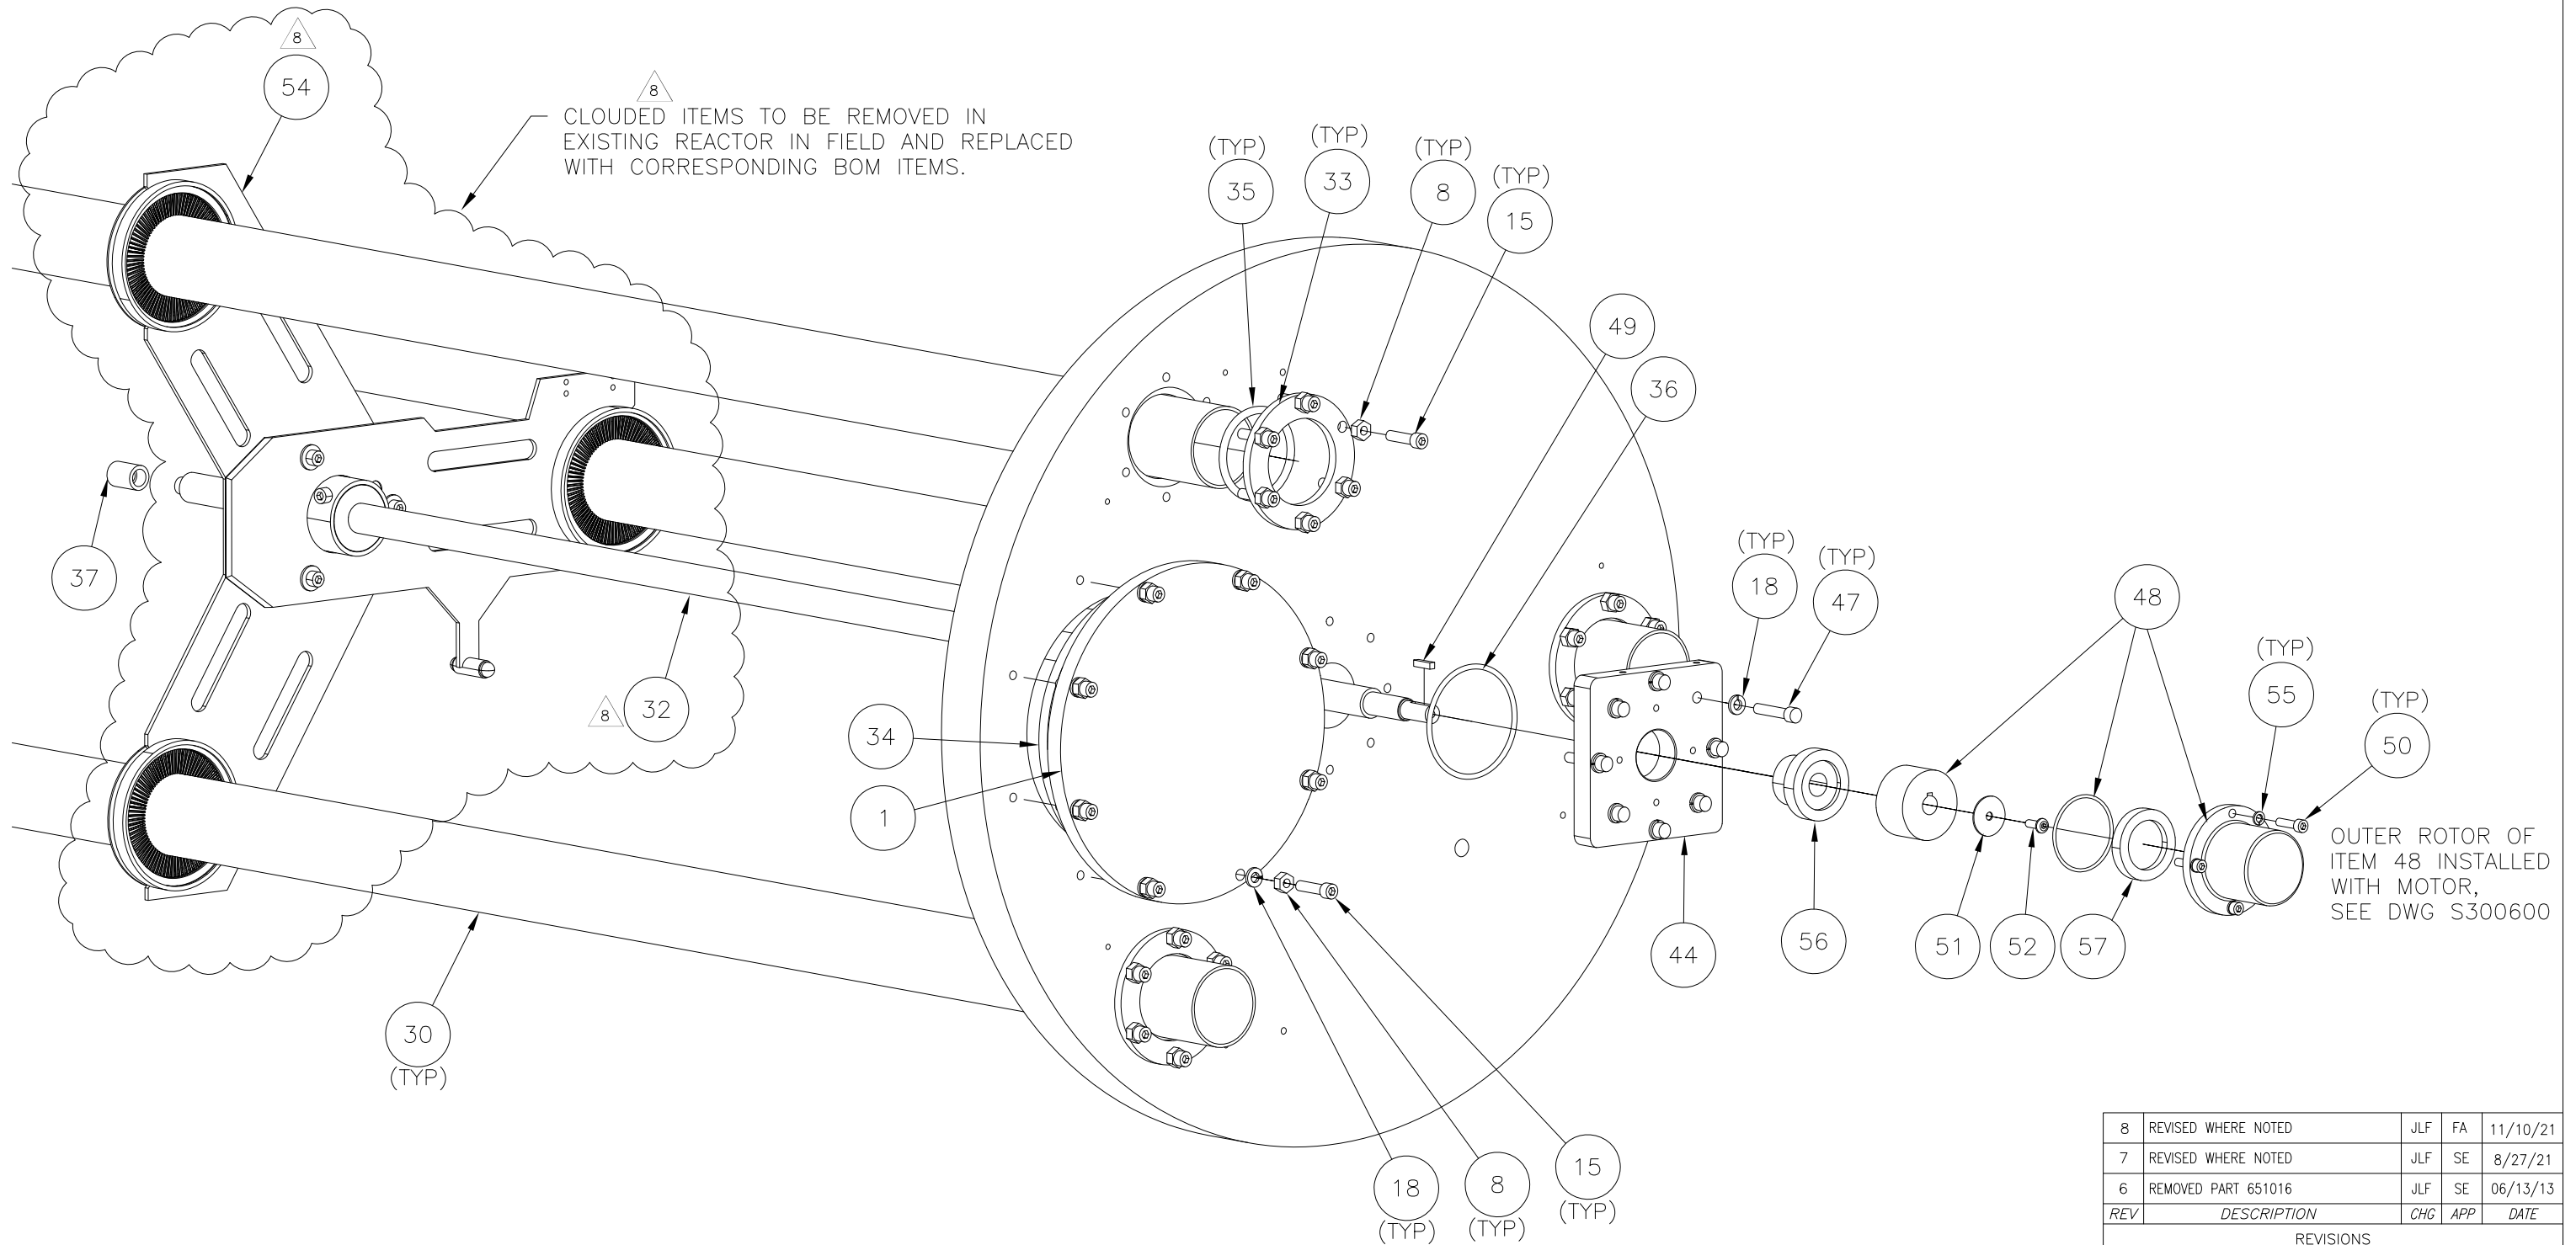 8
54
8
CLOUDED ITEMS TO BE REMOVED IN
EXISTING REACTOR IN FIELD AND REPLACED
WITH CORRESPONDING BOM ITEMS.
(TYP)
35
(TYP)
33
(TYP)
8
(TYP)
15
49
36
37
(TYP)
18
(TYP)
47
48
(TYP)
55
(TYP)
50
8
32
34
1
OUTER ROTOR OF
ITEM 48 INSTALLED
WITH MOTOR,
SEE DWG S300600
44
56
51
52
57
30
(TYP)
18
(TYP)
8
(TYP)
15
(TYP)
8 REVISED WHERE NOTED JLF FA 11/10/21
7 REVISED WHERE NOTED JLF SE 8/27/21
6 REMOVED PART 651016 JLF SE 06/13/13
REV DESCRIPTION CHG APP DATE
REVISIONS